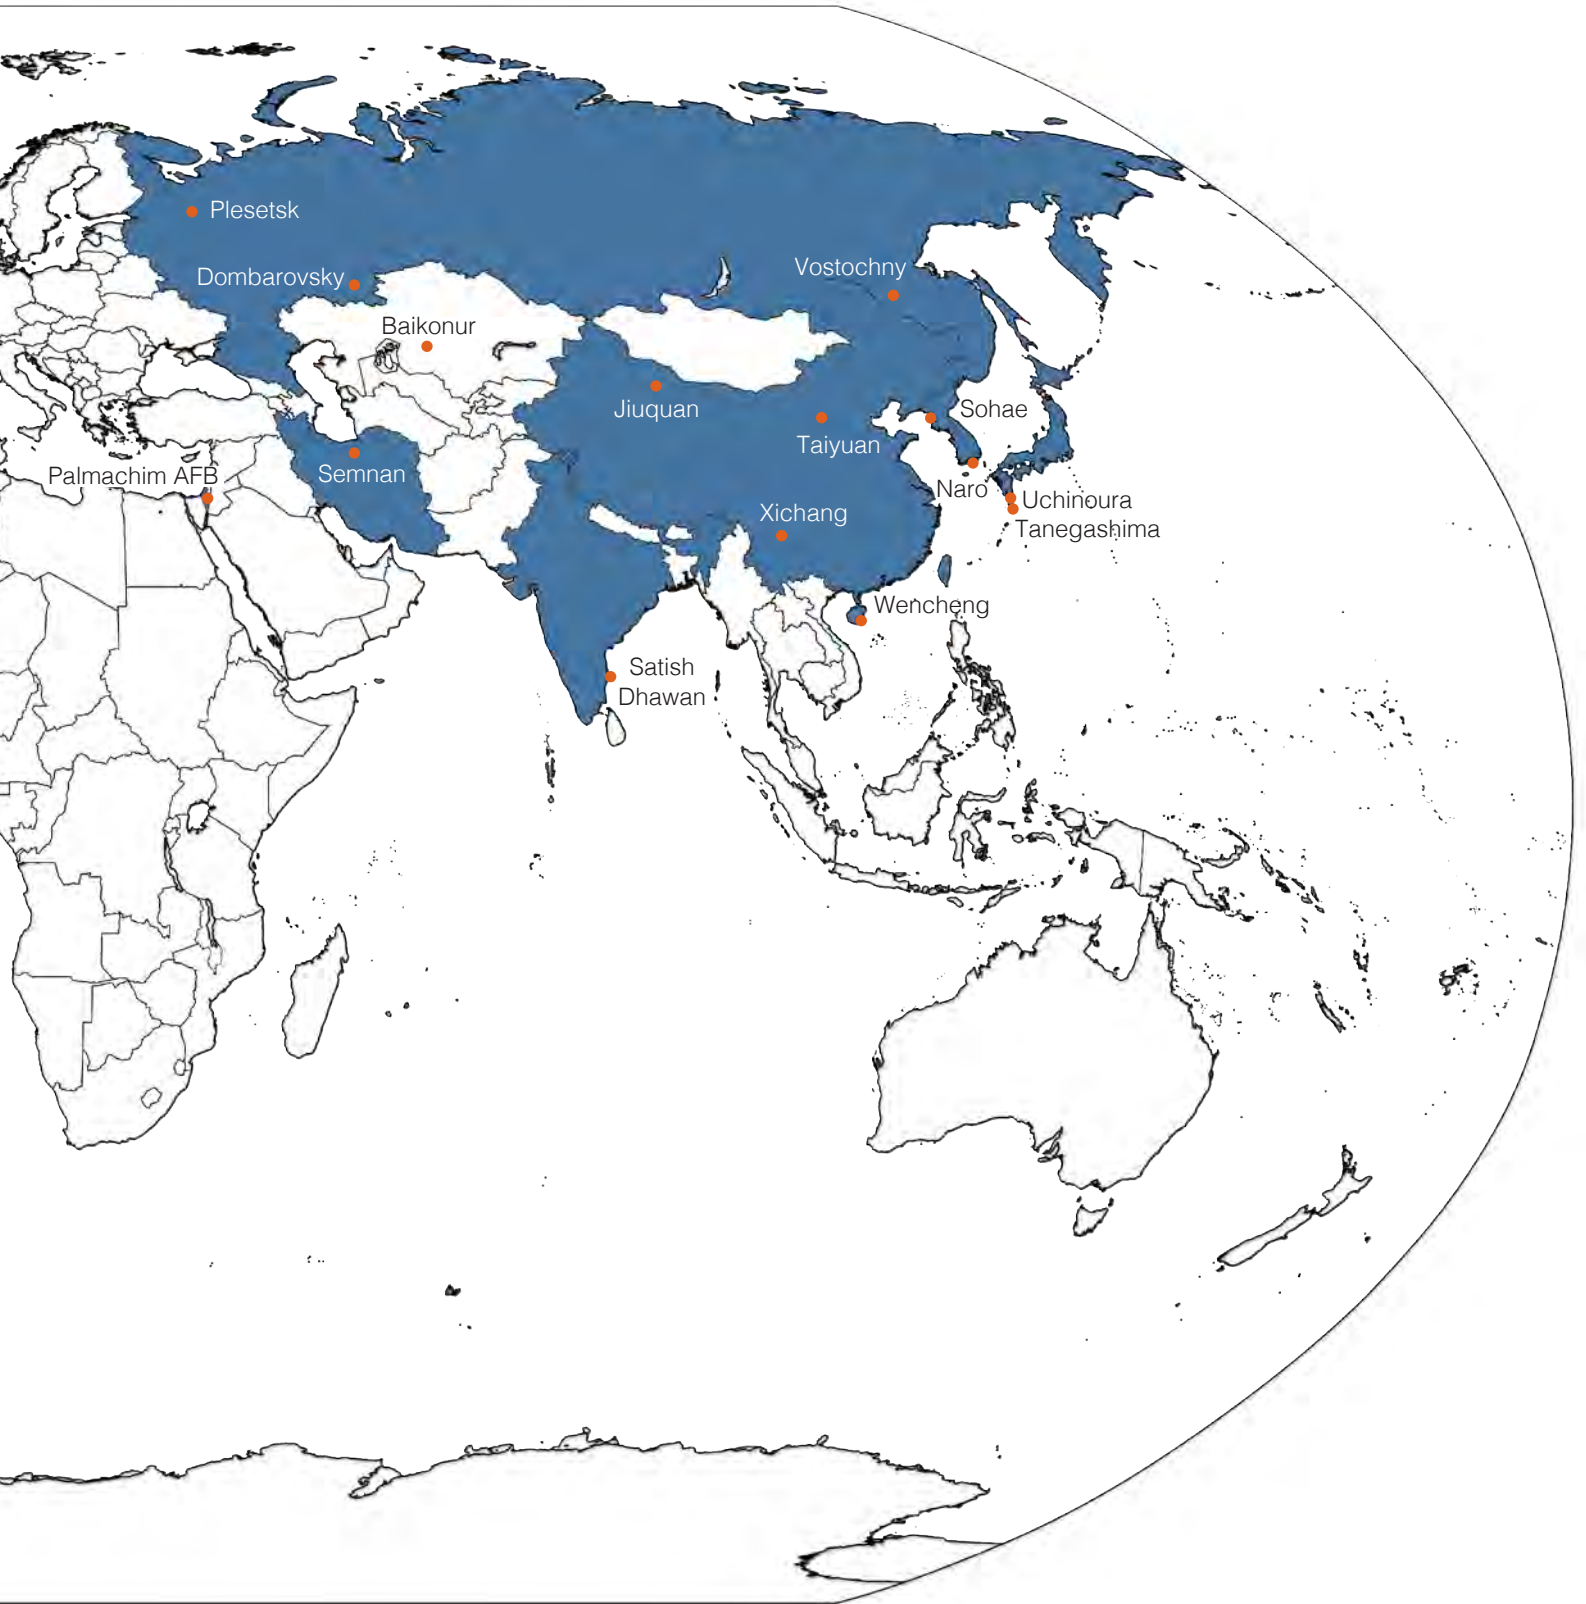 Plesetsk
Vostochny
Dombarovsky
Baikonur
Jiuquan
Sohae
Taiyuan
Semnan
Palmachim AFB
Naro
Uchinoura
Xichang
Tanegashima
Wencheng
Satish
Dhawan